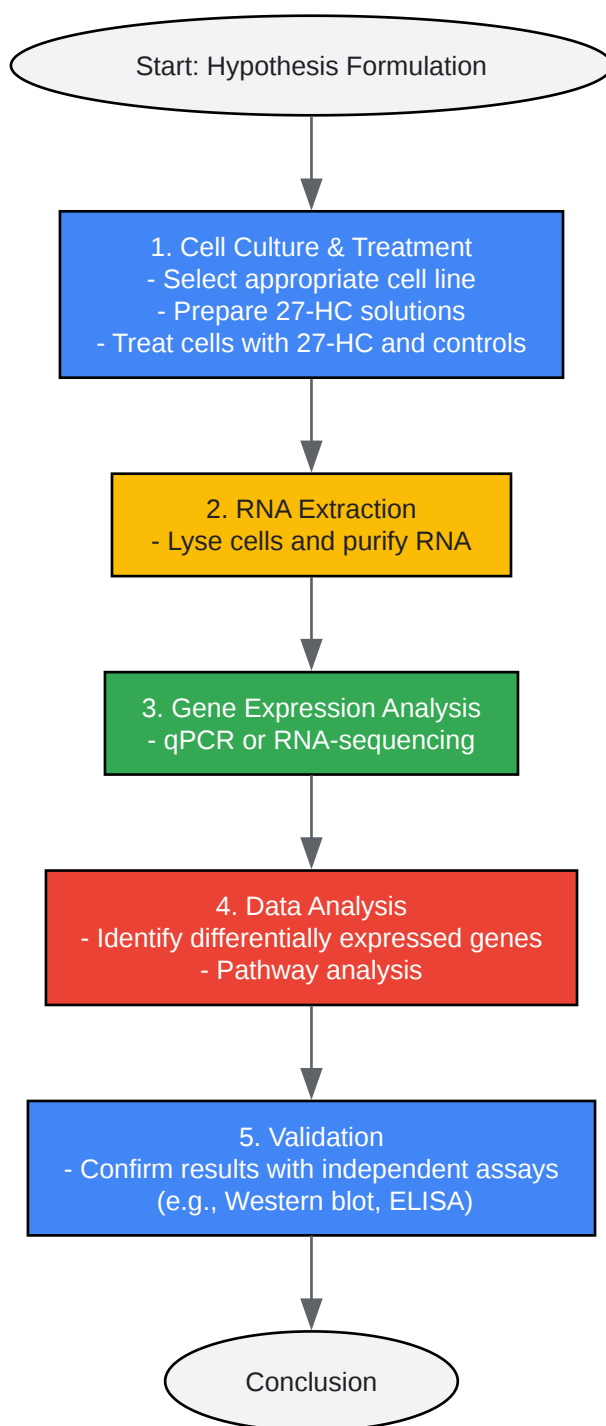 Start: Hypothesis Formulation
1. Cell Culture & Treatment
- Select appropriate cell line
- Prepare 27-HC solutions
- Treat cells with 27-HC and controls
2. RNA Extraction
- Lyse cells and purify RNA
3. Gene Expression Analysis
- qPCR or RNA-sequencing
4. Data Analysis
- Identify differentially expressed genes
- Pathway analysis
5. Validation
- Confirm results with independent assays
(e.g., Western blot, ELISA)
Conclusion